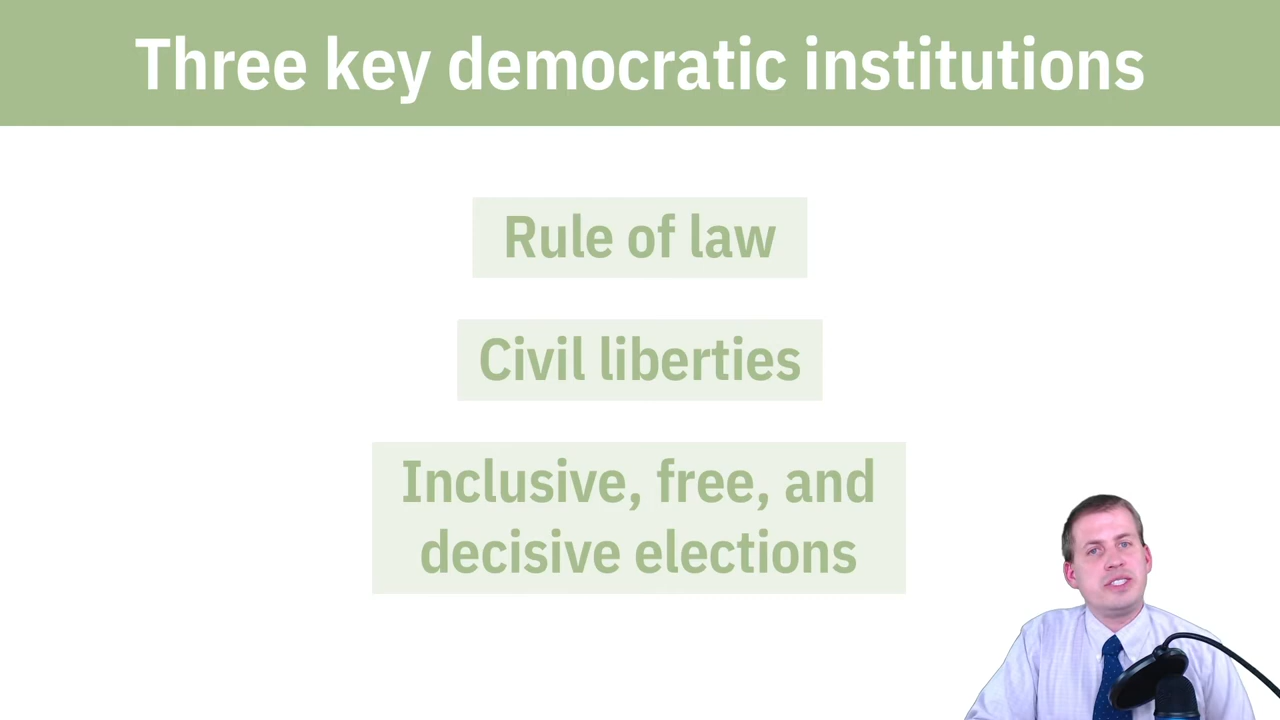 Three key democratic institutions
Rule of law
Civil liberties
Inclusive, free, and
decisive elections